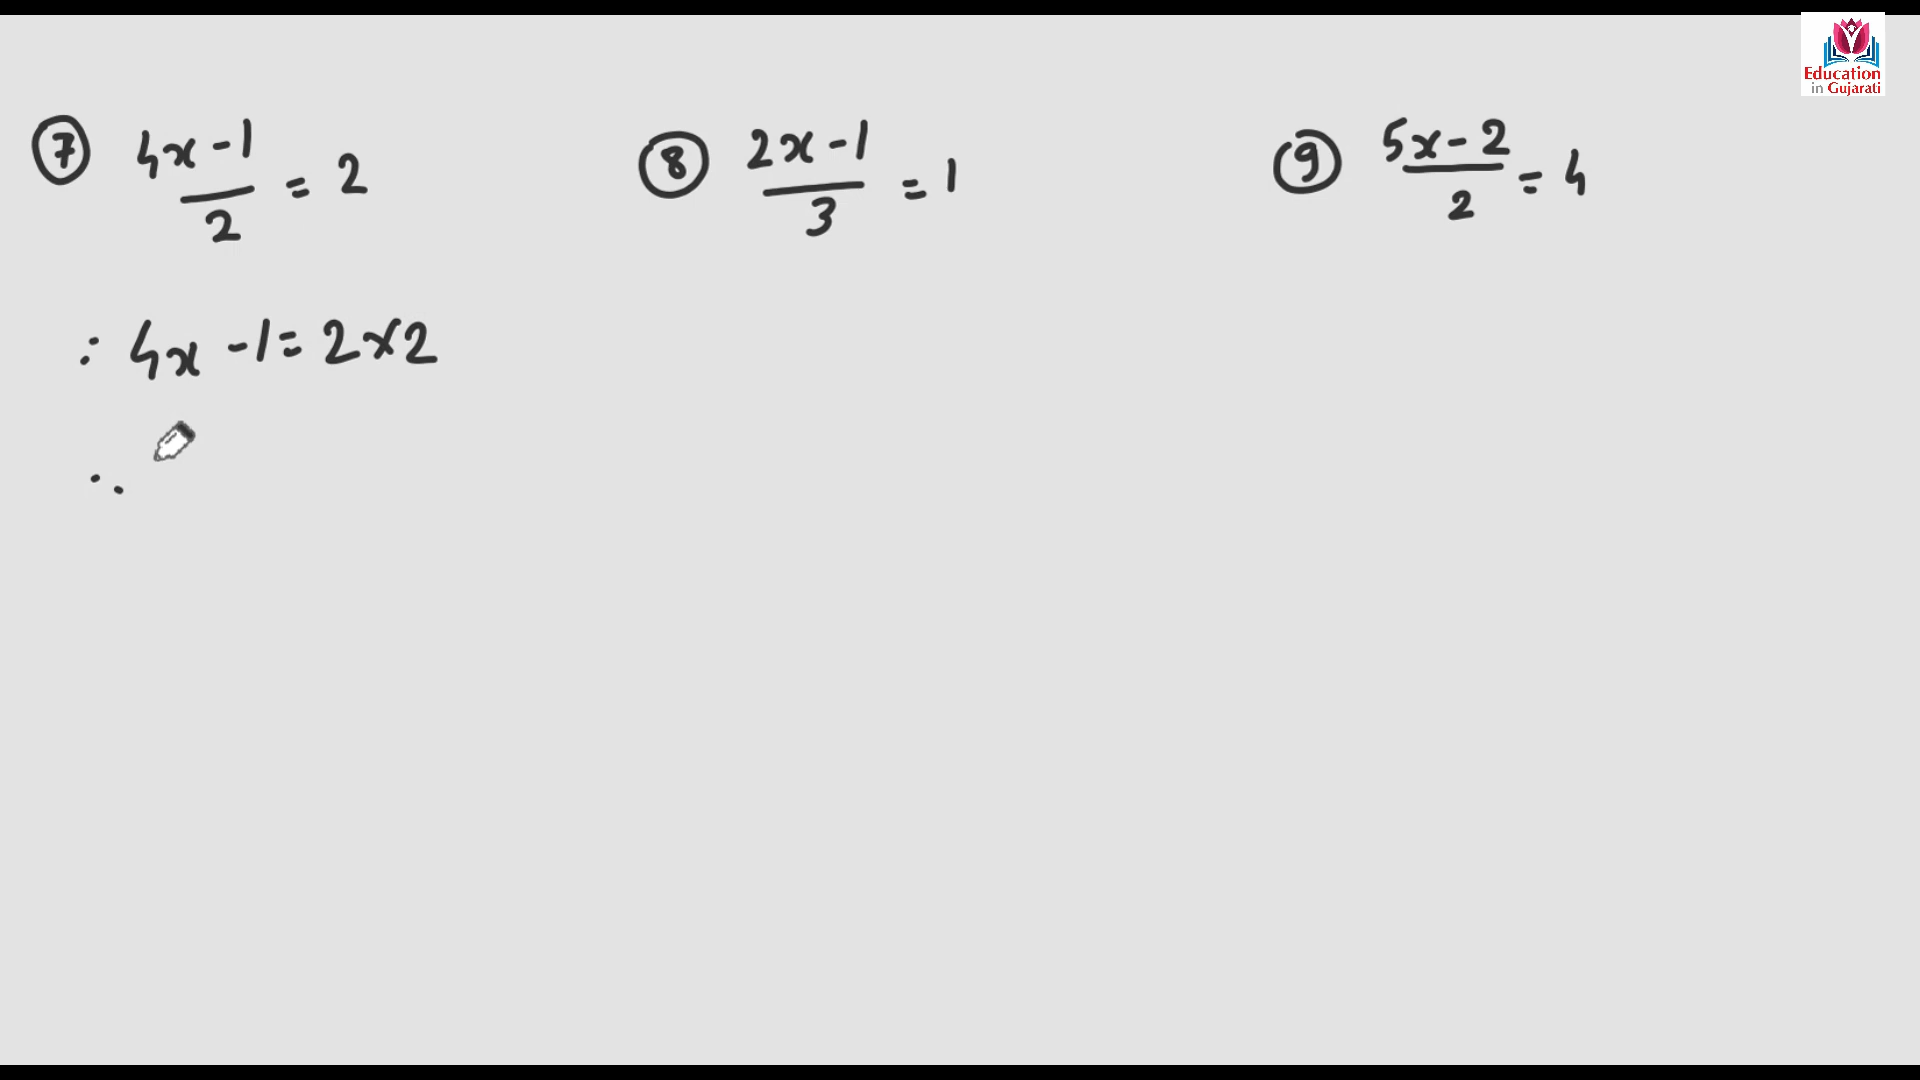 Education
in Gujarati
⑦ (4x - 1)/2 = 2
⑧ (2x - 1)/3 = 1
⑨ (5x - 2)/2 = 4
∴ 4x - 1 = 2 × 2
∴